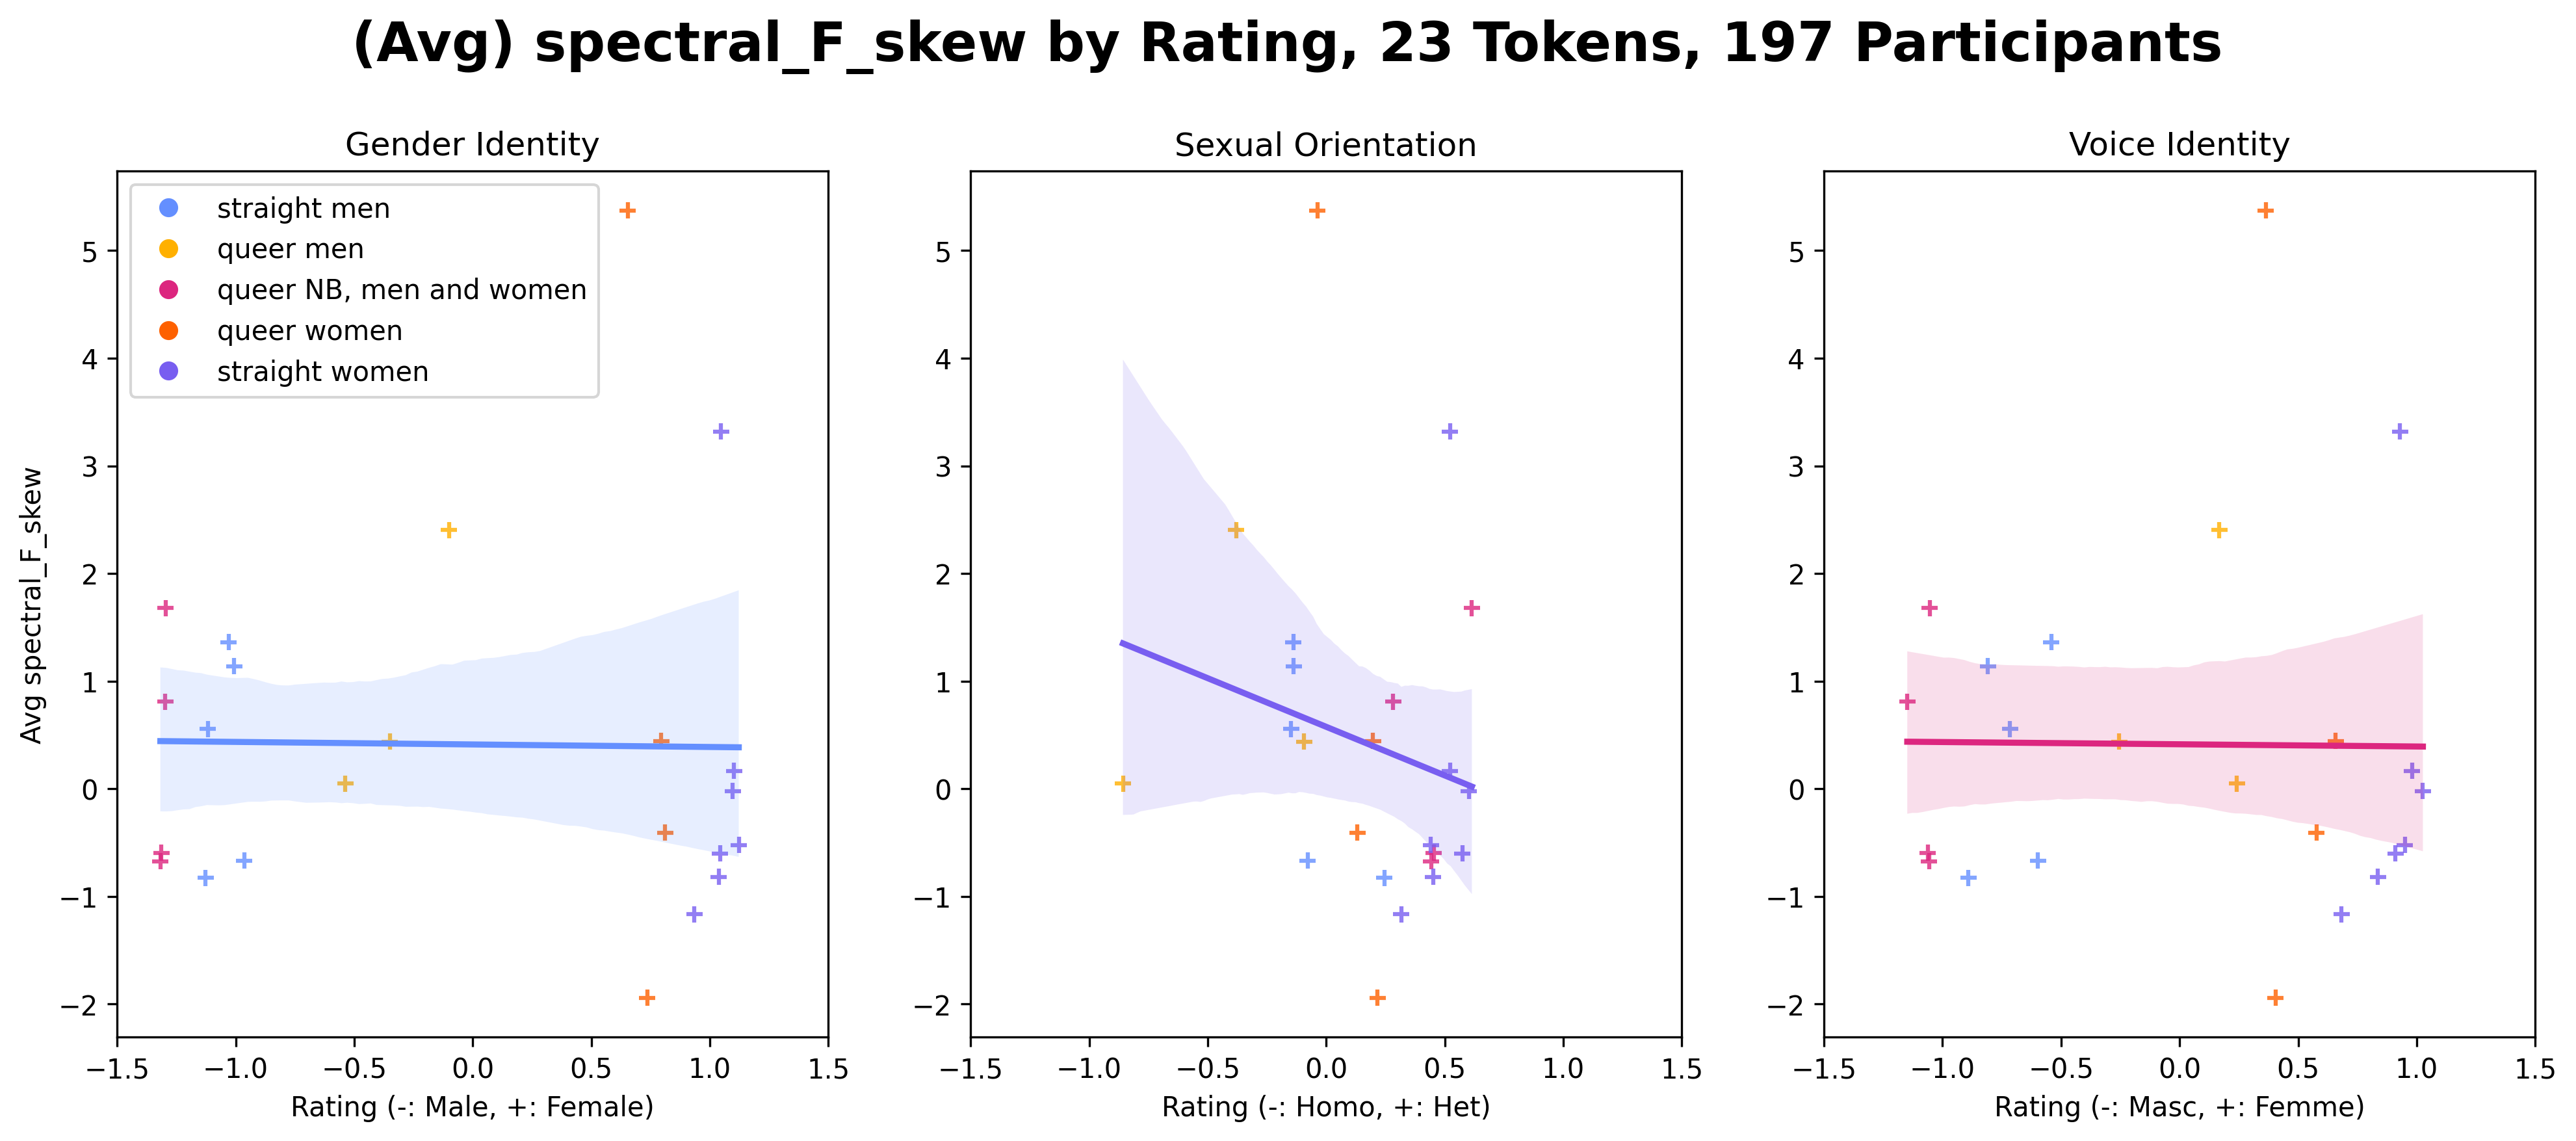 (Avg) spectral_F_skew by Rating, 23 Tokens, 197 Participants
Gender Identity
straight men
queer men
queer NB, men and women
queer women
straight women
Avg spectral_F_skew
5
4
3
2
1
0
−1
−2
−1.5 −1.0 −0.5 0.0 0.5 1.0 1.5
Rating (-: Male, +: Female)
Sexual Orientation
5
4
3
2
1
0
−1
−2
−1.5 −1.0 −0.5 0.0 0.5 1.0 1.5
Rating (-: Homo, +: Het)
Voice Identity
5
4
3
2
1
0
−1
−2
−1.5 −1.0 −0.5 0.0 0.5 1.0 1.5
Rating (-: Masc, +: Femme)